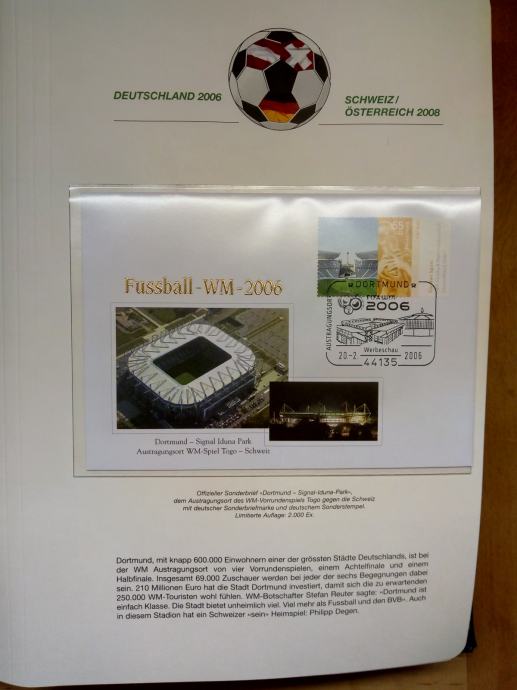 DEUTSCHLAND 2006
SCHWEIZ/
ÖSTERREICH 2008
Fussball-WM-2006
55
DORTMUND
AUSTRAGUNGSORT
FIFA WM
2006
Werbeschau
20.-2. 2006
44135
Dortmund – Signal Iduna Park
Austragungsort WM-Spiel Togo – Schweiz
Offizieller Sonderbrief «Dortmund – Signal-Iduna-Park»,
dem Austragungsort des WM-Vorrundenspiels Togo gegen die Schweiz
mit deutscher Sonderbriefmarke und deutschem Sonderstempel.
Limitierte Auflage: 2.000 Ex.
Dortmund, mit knapp 600.000 Einwohnern einer der grössten Städte Deutschlands, ist bei
der WM Austragungsort von vier Vorrundenspielen, einem Achtelfinale und einem
Halbfinale. Insgesamt 69.000 Zuschauer werden bei jeder der sechs Begegnungen dabei
sein. 210 Millionen Euro hat die Stadt Dortmund investiert, damit sich die zu erwartenden
250.000 WM-Touristen wohl fühlen. WM-Botschafter Stefan Reuter sagte: «Dortmund ist
einfach Klasse. Die Stadt bietet unheimlich viel. Viel mehr als Fussball und den BVB». Auch
in diesem Stadion hat ein Schweizer «sein» Heimspiel: Philipp Degen.